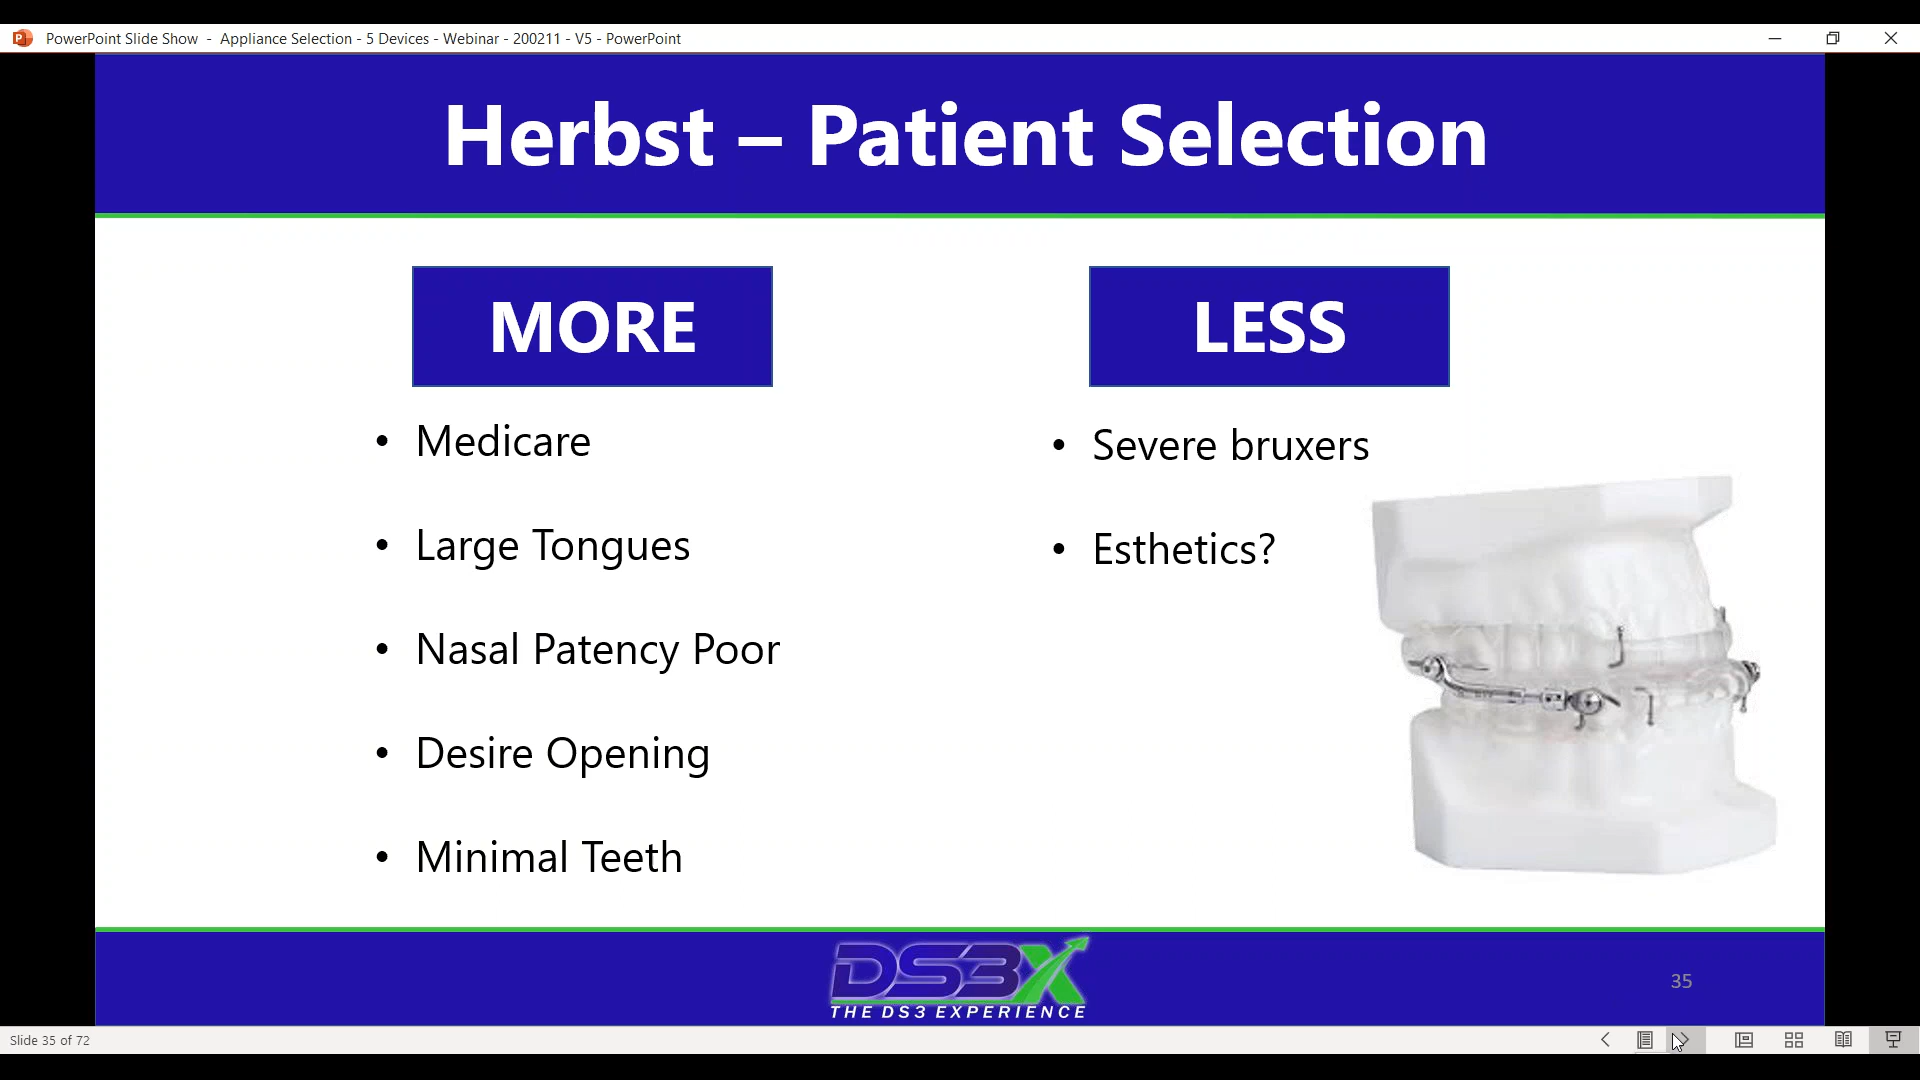 PowerPoint Slide Show - Appliance Selection - 5 Devices - Webinar - 200211 - V5 - PowerPoint
Herbst – Patient Selection
MORE
• Medicare
• Large Tongues
• Nasal Patency Poor
• Desire Opening
• Minimal Teeth
LESS
• Severe bruxers
• Esthetics?
DS3X
THE DS3 EXPERIENCE
35
Slide 35 of 72